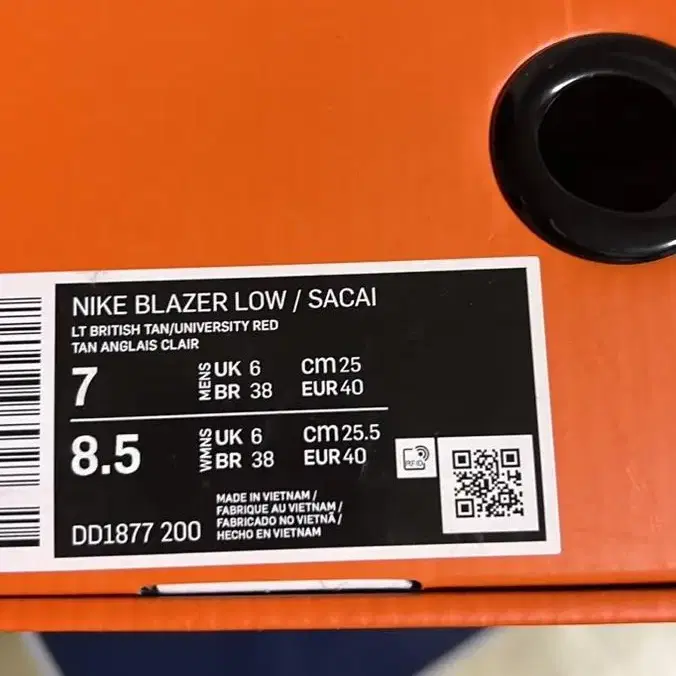 NIKE BLAZER LOW / SACAI
LT BRITISH TAN/UNIVERSITY RED
TAN ANGLAIS CLAIR
7
MENS
UK 6
BR 38
cm 25
EUR 40
8.5
WMNS
UK 6
BR 38
cm 25.5
EUR 40
RFID
MADE IN VIETNAM /
FABRIQUE AU VIETNAM /
FABRICADO NO VIETNÃ /
HECHO EN VIETNAM
DD1877 200